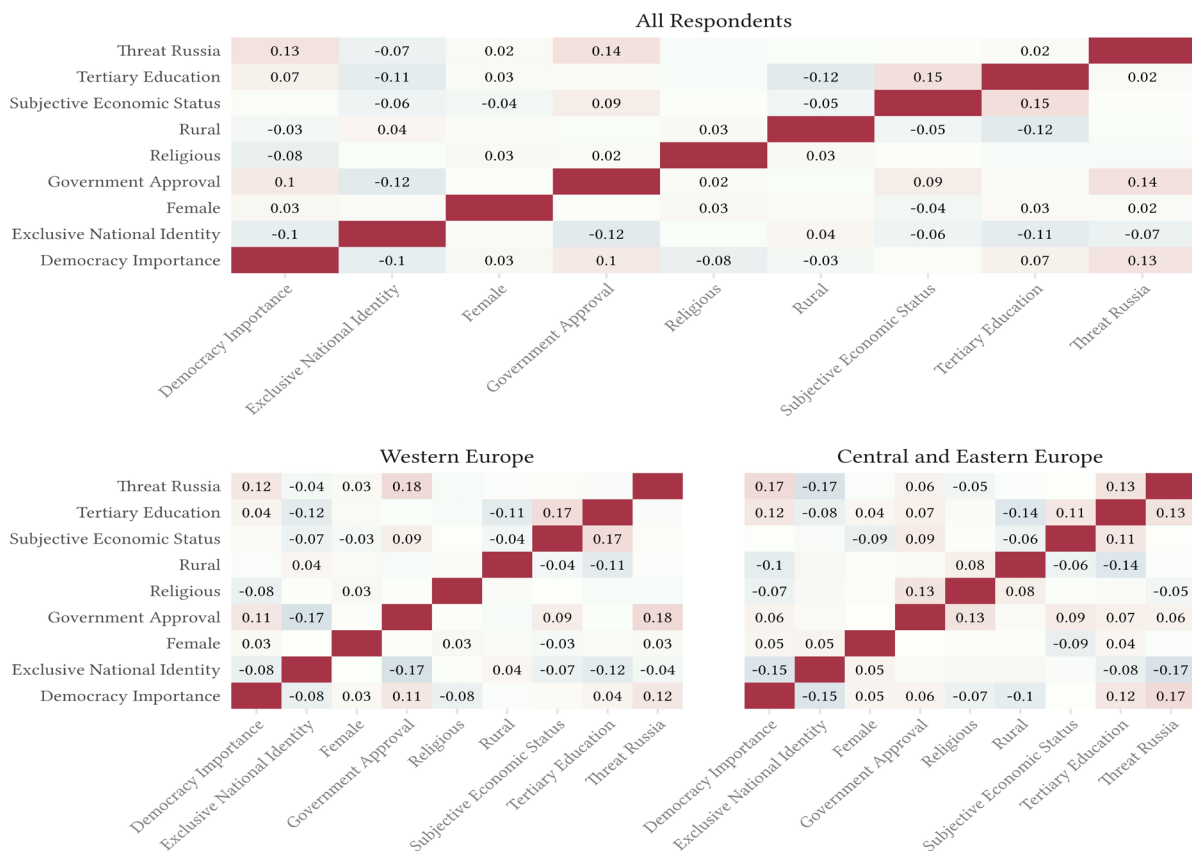 All Respondents
Threat Russia 0.13 -0.07 0.02 0.14 0.02
Tertiary Education 0.07 -0.11 0.03 -0.12 0.15 0.02
Subjective Economic Status -0.06 -0.04 0.09 -0.05 0.15
Rural -0.03 0.04 0.03 -0.05 -0.12
Religious -0.08 0.03 0.02 0.03
Government Approval 0.1 -0.12 0.02 0.09 0.14
Female 0.03 0.03 -0.04 0.03 0.02
Exclusive National Identity -0.1 -0.12 0.04 -0.06 -0.11 -0.07
Democracy Importance -0.1 0.03 0.1 -0.08 -0.03 0.07 0.13
Democracy Importance
Exclusive National Identity
Female
Government Approval
Religious
Rural
Subjective Economic Status
Tertiary Education
Threat Russia
Western Europe
Threat Russia 0.12 -0.04 0.03 0.18
Tertiary Education 0.04 -0.12 -0.11 0.17
Subjective Economic Status -0.07 -0.03 0.09 -0.04 0.17
Rural 0.04 -0.04 -0.11
Religious -0.08 0.03
Government Approval 0.11 -0.17 0.09 0.18
Female 0.03 0.03 -0.03 0.03
Exclusive National Identity -0.08 -0.17 0.04 -0.07 -0.12 -0.04
Democracy Importance -0.08 0.03 0.11 -0.08 0.04 0.12
Democracy Importance
Exclusive National Identity
Female
Government Approval
Religious
Rural
Subjective Economic Status
Tertiary Education
Threat Russia
Central and Eastern Europe
0.17 -0.17 0.06 -0.05 0.13
0.12 -0.08 0.04 0.07 -0.14 0.11 0.13
-0.09 0.09 -0.06 0.11
-0.1 0.08 -0.06 -0.14
-0.07 0.13 0.08 -0.05
0.06 0.13 0.09 0.07 0.06
0.05 0.05 -0.09 0.04
-0.15 0.05 -0.08 -0.17
-0.15 0.05 0.06 -0.07 -0.1 0.12 0.17
Democracy Importance
Exclusive National Identity
Female
Government Approval
Religious
Rural
Subjective Economic Status
Tertiary Education
Threat Russia